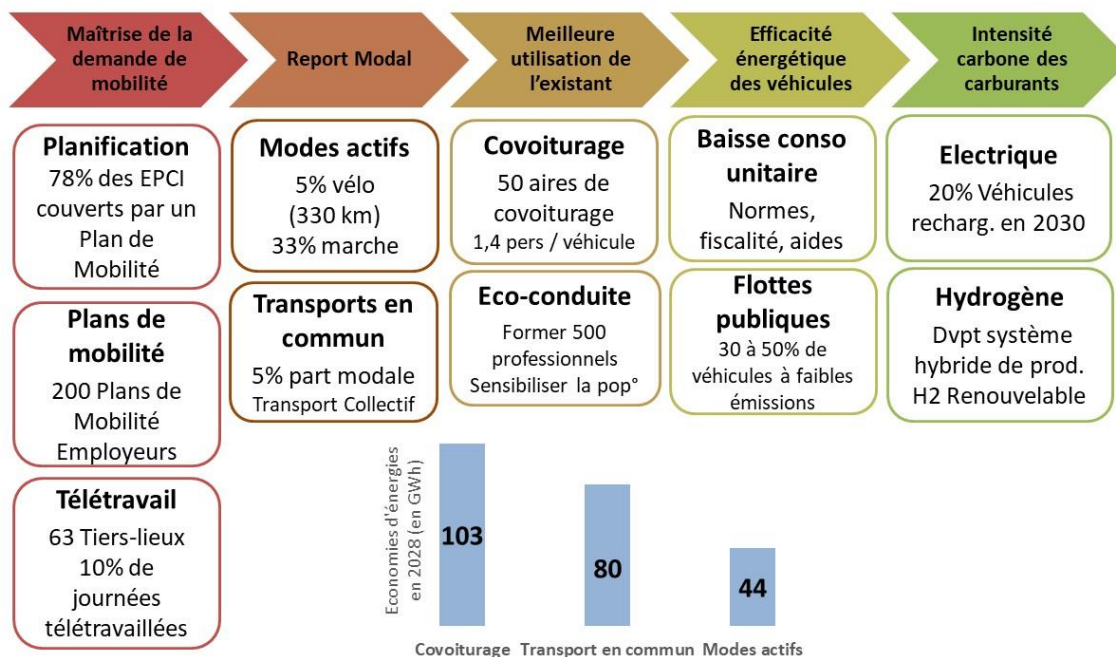 Maîtrise de la
demande de
mobilité
Report Modal
Meilleure
utilisation de
l'existant
Efficacité
énergétique
des véhicules
Intensité
carbone des
carburants
Planification
78% des EPCI
couverts par un
Plan de
Mobilité
Plans de
mobilité
200 Plans de
Mobilité
Employeurs
Télétravail
63 Tiers-lieux
10% de
journées
télétravaillées
Modes actifs
5% vélo
(330 km)
33% marche
Transports en
commun
5% part modale
Transport Collectif
Covoiturage
50 aires de
covoiturage
1,4 pers / véhicule
Eco-conduite
Former 500
professionnels
Sensibiliser la pop°
Baisse conso
unitaire
Normes,
fiscalité, aides
Flottes
publiques
30 à 50% de
véhicules à faibles
émissions
Electrique
20% Véhicules
recharg. en 2030
Hydrogène
Dvpt système
hybride de prod.
H2 Renouvelable
Economies d'énergies
en 2028 (en GWh)
103
80
44
Covoiturage
Transport en commun
Modes actifs